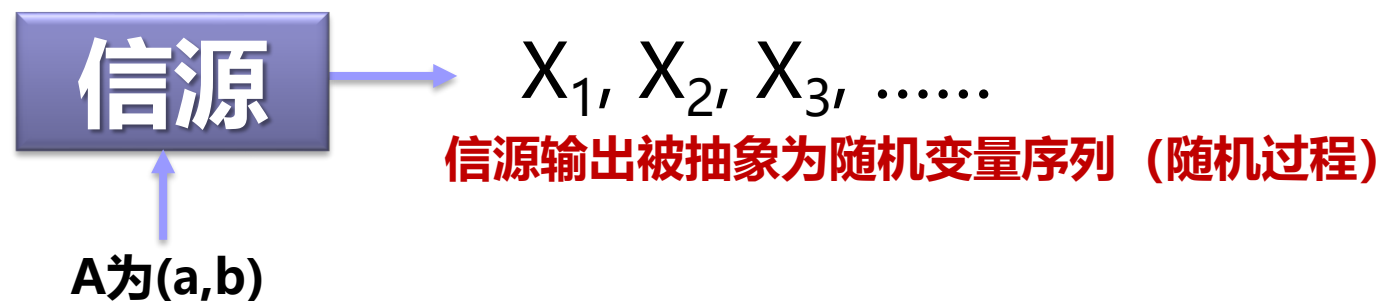 信源
X₁, X₂, X₃, ......
信源输出被抽象为随机变量序列（随机过程）
A为(a,b)